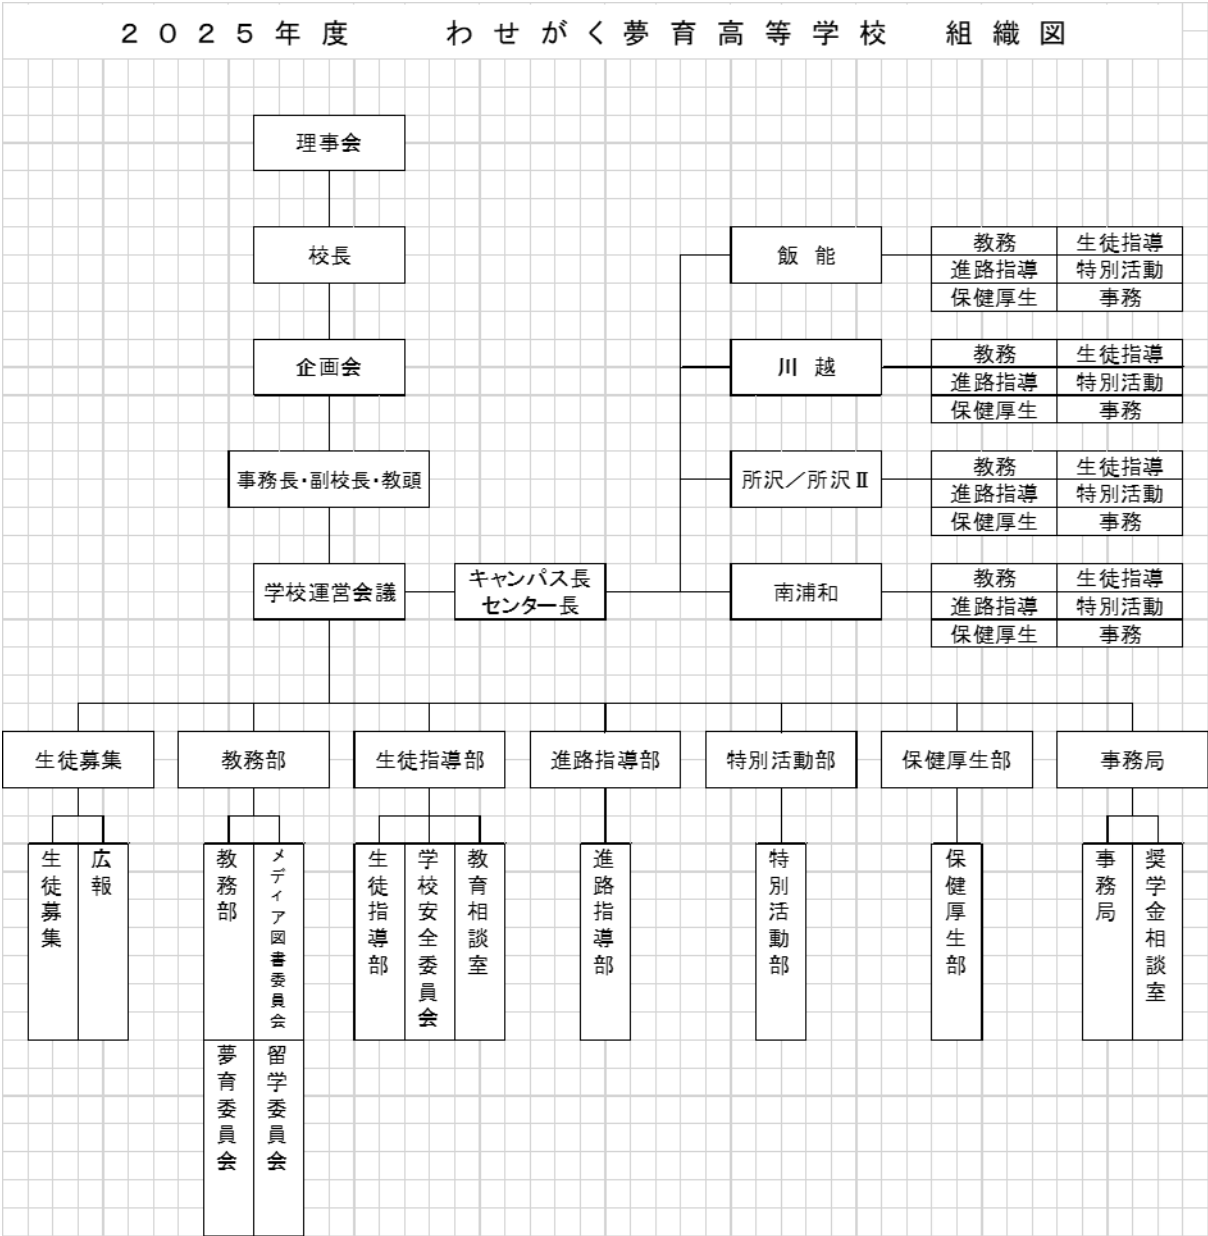 ２０２５年度　わせがく夢育高等学校　組織図
理事会
校長
企画会
事務長・副校長・教頭
学校運営会議
キャンパス長
センター長
飯 能
教務 生徒指導
進路指導 特別活動
保健厚生 事務
川 越
教務 生徒指導
進路指導 特別活動
保健厚生 事務
所沢／所沢Ⅱ
教務 生徒指導
進路指導 特別活動
保健厚生 事務
南浦和
教務 生徒指導
進路指導 特別活動
保健厚生 事務
生徒募集
生徒募集
広報
教務部
教務部
メディア図書委員会
夢育委員会
留学委員会
生徒指導部
生徒指導部
学校安全委員会
教育相談室
進路指導部
進路指導部
特別活動部
特別活動部
保健厚生部
保健厚生部
事務局
事務局
奨学金相談室